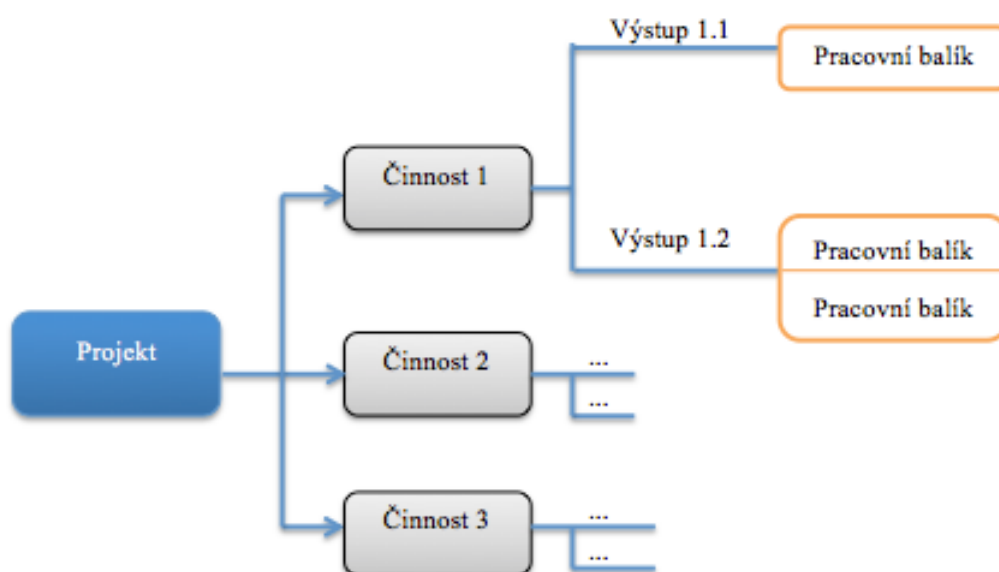 Výstup 1.1
Pracovní balík
Činnost 1
Výstup 1.2
Pracovní balík
Pracovní balík
Projekt
Činnost 2
...
...
Činnost 3
...
...